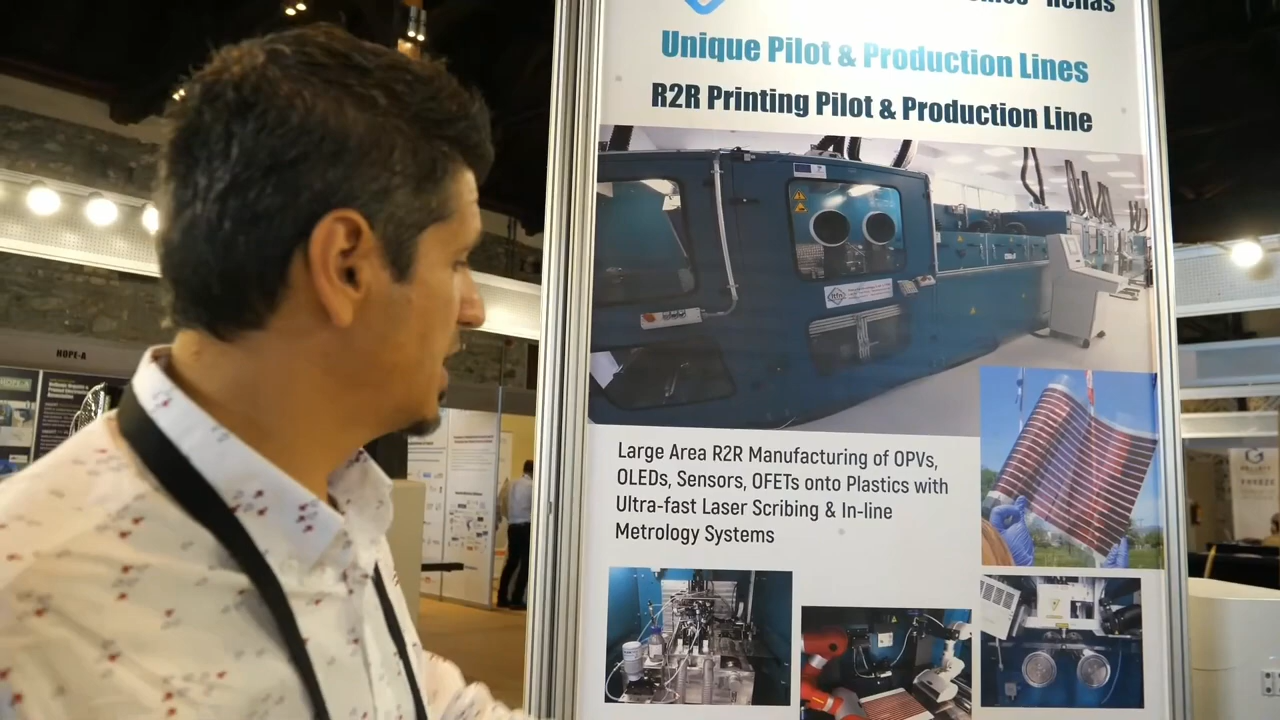 Unique Pilot & Production Lines
R2R Printing Pilot & Production Line
Large Area R2R Manufacturing of OPVs,
OLEDs, Sensors, OFETs onto Plastics with
Ultra-fast Laser Scribing & In-line
Metrology Systems
HOPE-A